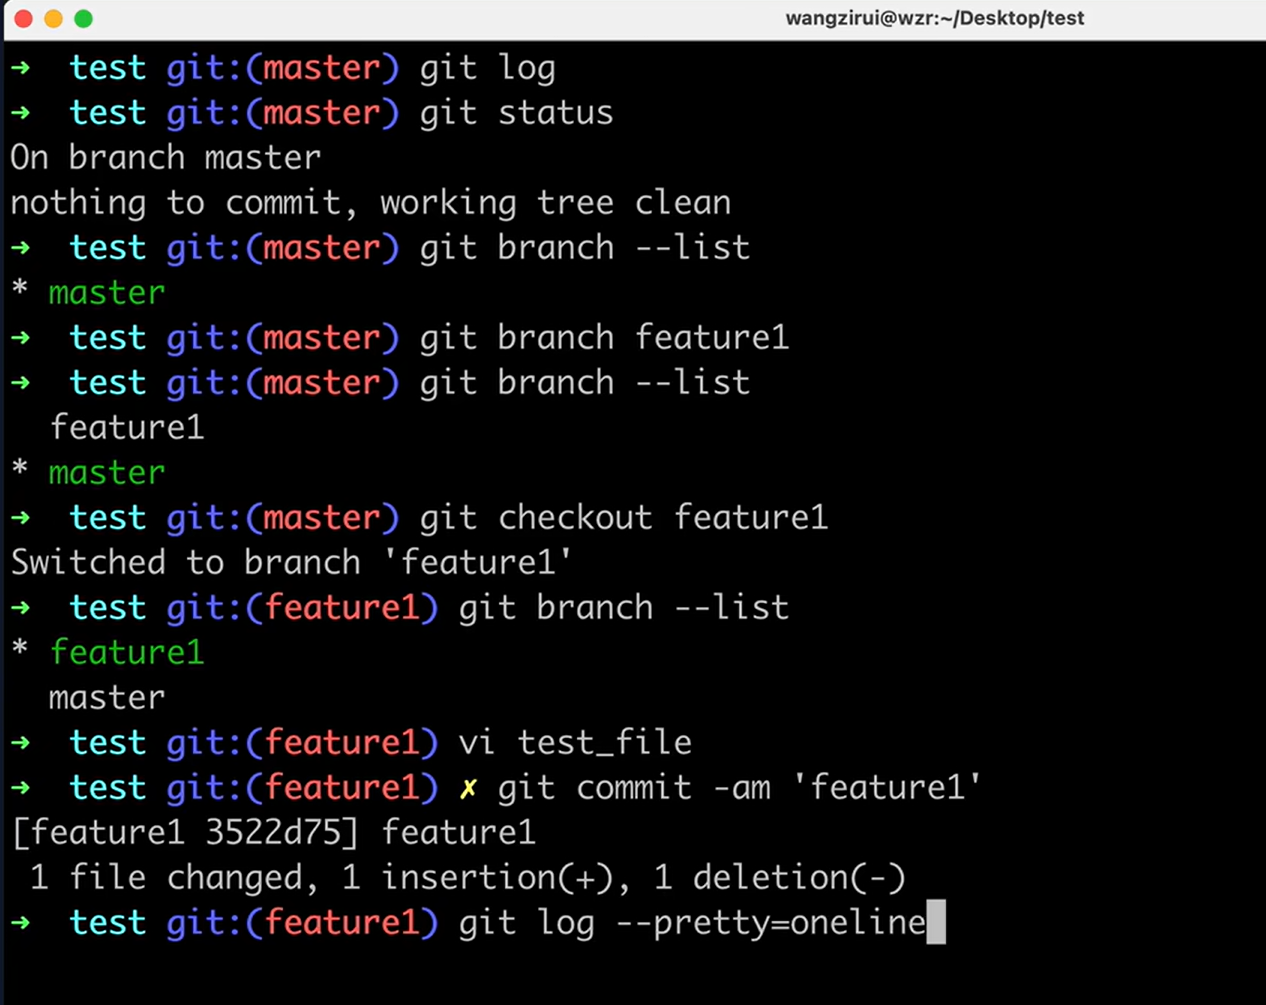 wangzirui@wzr:~/Desktop/test
→ test git:(master) git log
→ test git:(master) git status
On branch master
nothing to commit, working tree clean
→ test git:(master) git branch --list
* master
→ test git:(master) git branch feature1
→ test git:(master) git branch --list
  feature1
* master
→ test git:(master) git checkout feature1
Switched to branch 'feature1'
→ test git:(feature1) git branch --list
* feature1
  master
→ test git:(feature1) vi test_file
→ test git:(feature1) ✗ git commit -am 'feature1'
[feature1 3522d75] feature1
 1 file changed, 1 insertion(+), 1 deletion(-)
→ test git:(feature1) git log --pretty=oneline